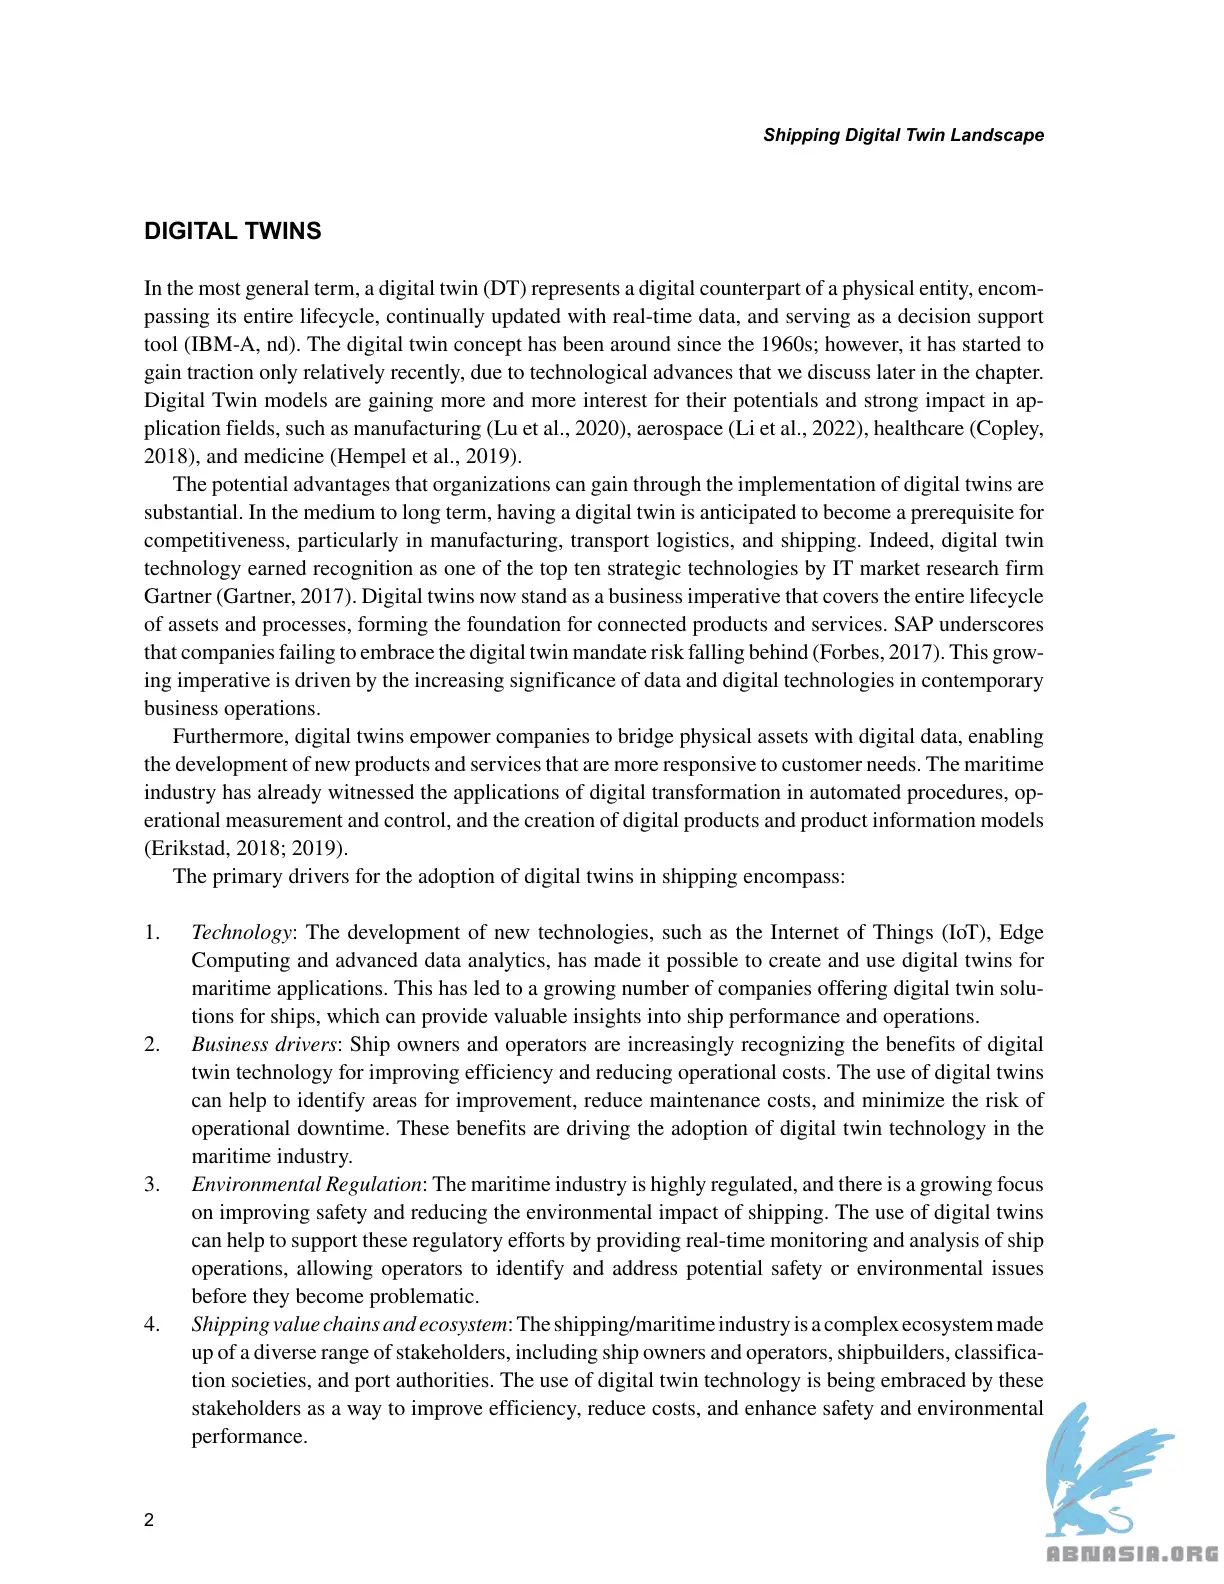 Shipping Digital Twin Landscape
DIGITAL TWINS
In the most general term, a digital twin (DT) represents a digital counterpart of a physical entity, encom-
passing its entire lifecycle, continually updated with real-time data, and serving as a decision support
tool (IBM-A, nd). The digital twin concept has been around since the 1960s; however, it has started to
gain traction only relatively recently, due to technological advances that we discuss later in the chapter.
Digital Twin models are gaining more and more interest for their potentials and strong impact in ap-
plication fields, such as manufacturing (Lu et al., 2020), aerospace (Li et al., 2022), healthcare (Copley,
2018), and medicine (Hempel et al., 2019).
The potential advantages that organizations can gain through the implementation of digital twins are
substantial. In the medium to long term, having a digital twin is anticipated to become a prerequisite for
competitiveness, particularly in manufacturing, transport logistics, and shipping. Indeed, digital twin
technology earned recognition as one of the top ten strategic technologies by IT market research firm
Gartner (Gartner, 2017). Digital twins now stand as a business imperative that covers the entire lifecycle
of assets and processes, forming the foundation for connected products and services. SAP underscores
that companies failing to embrace the digital twin mandate risk falling behind (Forbes, 2017). This grow-
ing imperative is driven by the increasing significance of data and digital technologies in contemporary
business operations.
Furthermore, digital twins empower companies to bridge physical assets with digital data, enabling
the development of new products and services that are more responsive to customer needs. The maritime
industry has already witnessed the applications of digital transformation in automated procedures, op-
erational measurement and control, and the creation of digital products and product information models
(Erikstad, 2018; 2019).
The primary drivers for the adoption of digital twins in shipping encompass:
1. Technology: The development of new technologies, such as the Internet of Things (IoT), Edge
Computing and advanced data analytics, has made it possible to create and use digital twins for
maritime applications. This has led to a growing number of companies offering digital twin solu-
tions for ships, which can provide valuable insights into ship performance and operations.
2. Business drivers: Ship owners and operators are increasingly recognizing the benefits of digital
twin technology for improving efficiency and reducing operational costs. The use of digital twins
can help to identify areas for improvement, reduce maintenance costs, and minimize the risk of
operational downtime. These benefits are driving the adoption of digital twin technology in the
maritime industry.
3. Environmental Regulation: The maritime industry is highly regulated, and there is a growing focus
on improving safety and reducing the environmental impact of shipping. The use of digital twins
can help to support these regulatory efforts by providing real-time monitoring and analysis of ship
operations, allowing operators to identify and address potential safety or environmental issues
before they become problematic.
4. Shipping value chains and ecosystem: The shipping/maritime industry is a complex ecosystem made
up of a diverse range of stakeholders, including ship owners and operators, shipbuilders, classifica-
tion societies, and port authorities. The use of digital twin technology is being embraced by these
stakeholders as a way to improve efficiency, reduce costs, and enhance safety and environmental
performance.
2
ABNASIA.ORG